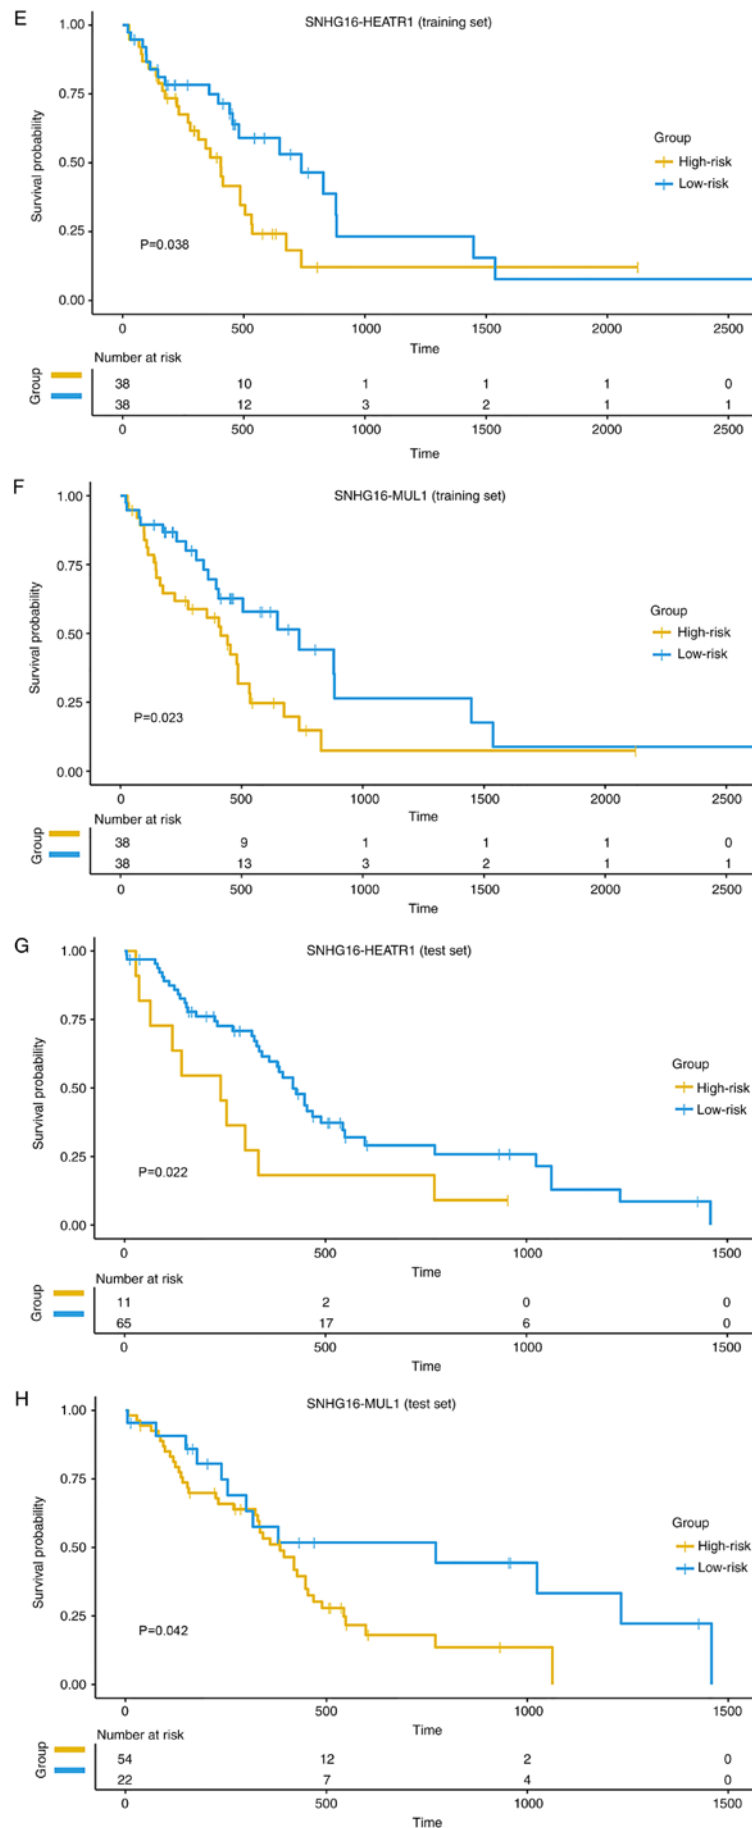 E
SNHG16-HEATR1 (training set)
1.00
0.75
0.50
0.25
0.00
Survival probability
Group
High-risk
Low-risk
P=0.038
0 500 1000 1500 2000 2500
Time
Number at risk
Group
38 10 1 1 1 0
38 12 3 2 1 1
0 500 1000 1500 2000 2500
Time
F
SNHG16-MUL1 (training set)
1.00
0.75
0.50
0.25
0.00
Survival probability
Group
High-risk
Low-risk
P=0.023
0 500 1000 1500 2000 2500
Time
Number at risk
Group
38 9 1 1 1 0
38 13 3 2 1 1
0 500 1000 1500 2000 2500
Time
G
SNHG16-HEATR1 (test set)
1.00
0.75
0.50
0.25
0.00
Survival probability
Group
High-risk
Low-risk
P=0.022
0 500 1000 1500
Time
Number at risk
Group
11 2 0 0
65 17 6 0
0 500 1000 1500
Time
H
SNHG16-MUL1 (test set)
1.00
0.75
0.50
0.25
0.00
Survival probability
Group
High-risk
Low-risk
P=0.042
0 500 1000 1500
Time
Number at risk
Group
54 12 2 0
22 7 4 0
0 500 1000 1500
Time